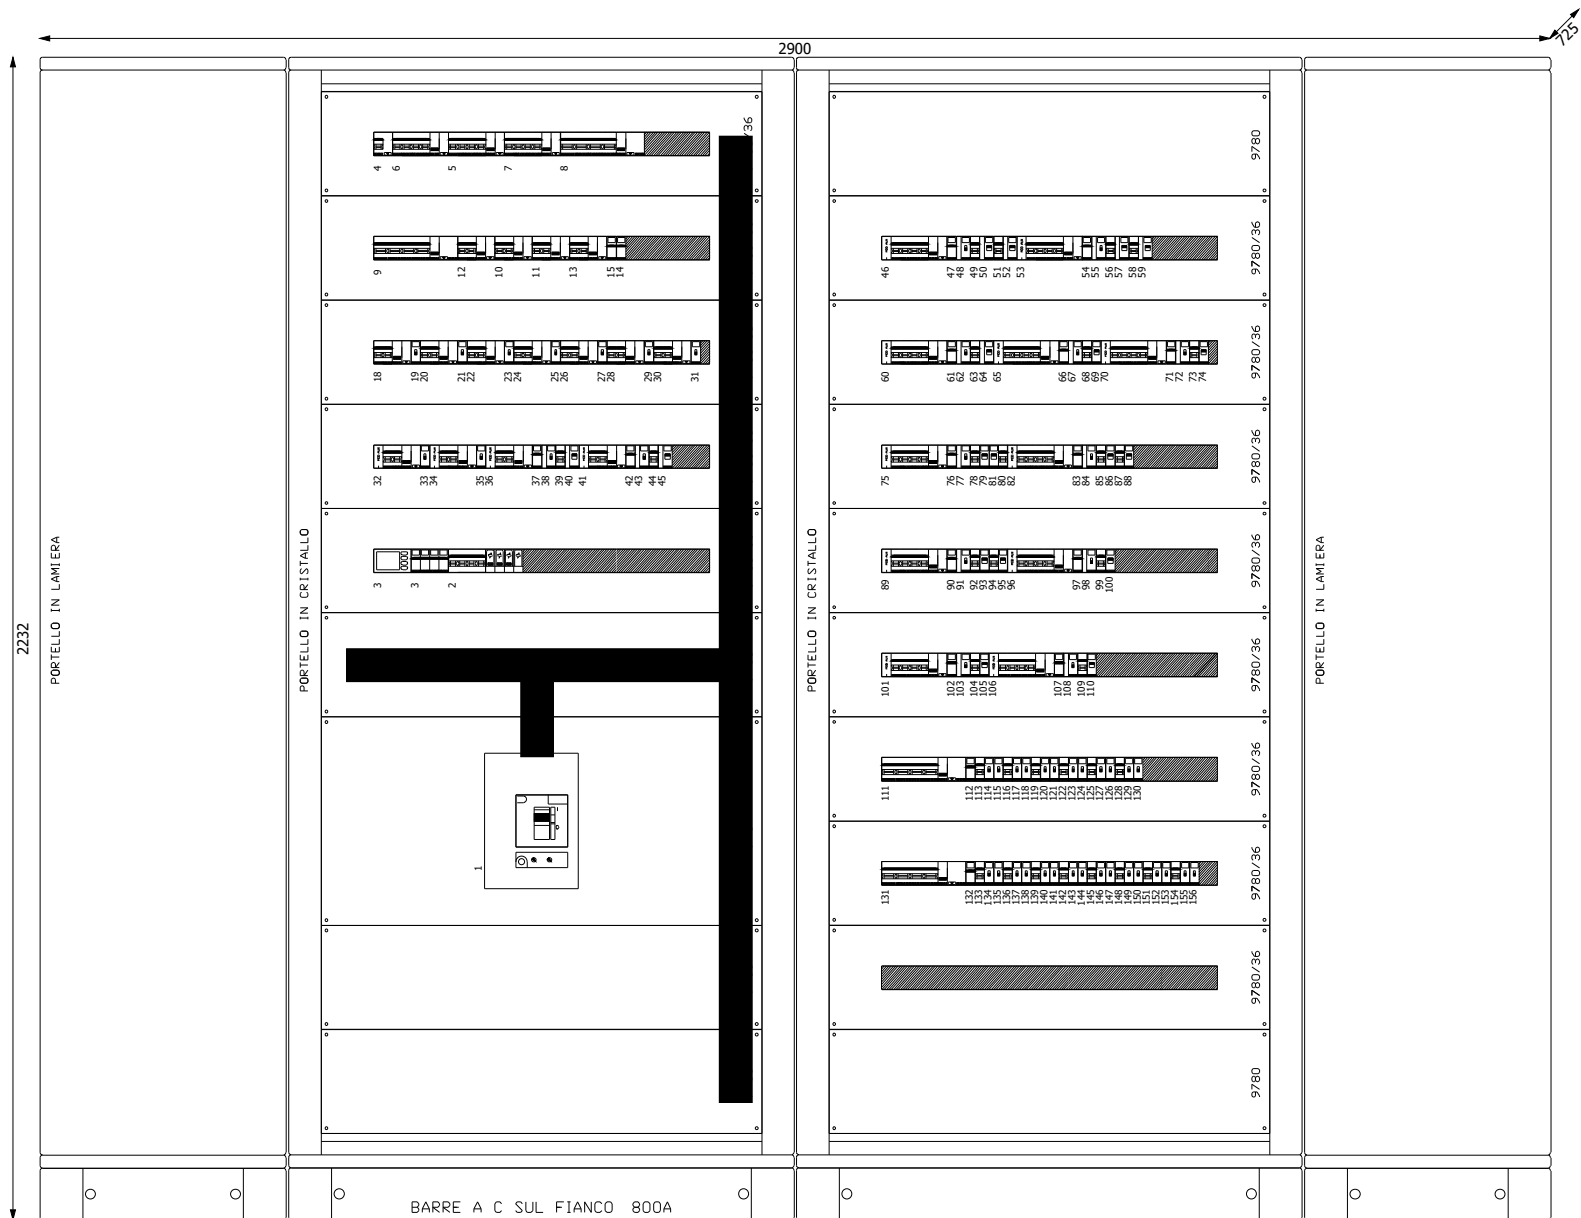 2900
725
2232
PORTELLO IN LAMIERA
PORTELLO IN CRISTALLO
PORTELLO IN CRISTALLO
PORTELLO IN LAMIERA
/36
4 6 5 7 8
9 12 10 11 13 15 14
18 19 20 21 22 23 24 25 26 27 28 29 30 31
32 33 34 35 36 37 38 39 40 41 42 43 44 45
3 3 2
1
9780
46 47 48 49 50 51 52 53 54 55 56 57 58 59
9780/36
60 61 62 63 64 65 66 67 68 69 70 71 72 73 74
9780/36
75 76 77 78 79 81 80 82 83 84 85 86 87 88
9780/36
89 90 91 92 93 94 95 96 97 98 99 100
9780/36
101 102 103 104 105 106 107 108 109 110
9780/36
111 112 113 114 115 116 117 118 119 120 121 122 123 124 125 127 126 128 129 130
9780/36
131 132 133 134 135 136 137 138 139 140 141 142 143 144 145 146 147 148 149 150 151 152 153 154 155 156
9780/36
9780/36
9780
BARRE A C SUL FIANCO 800A